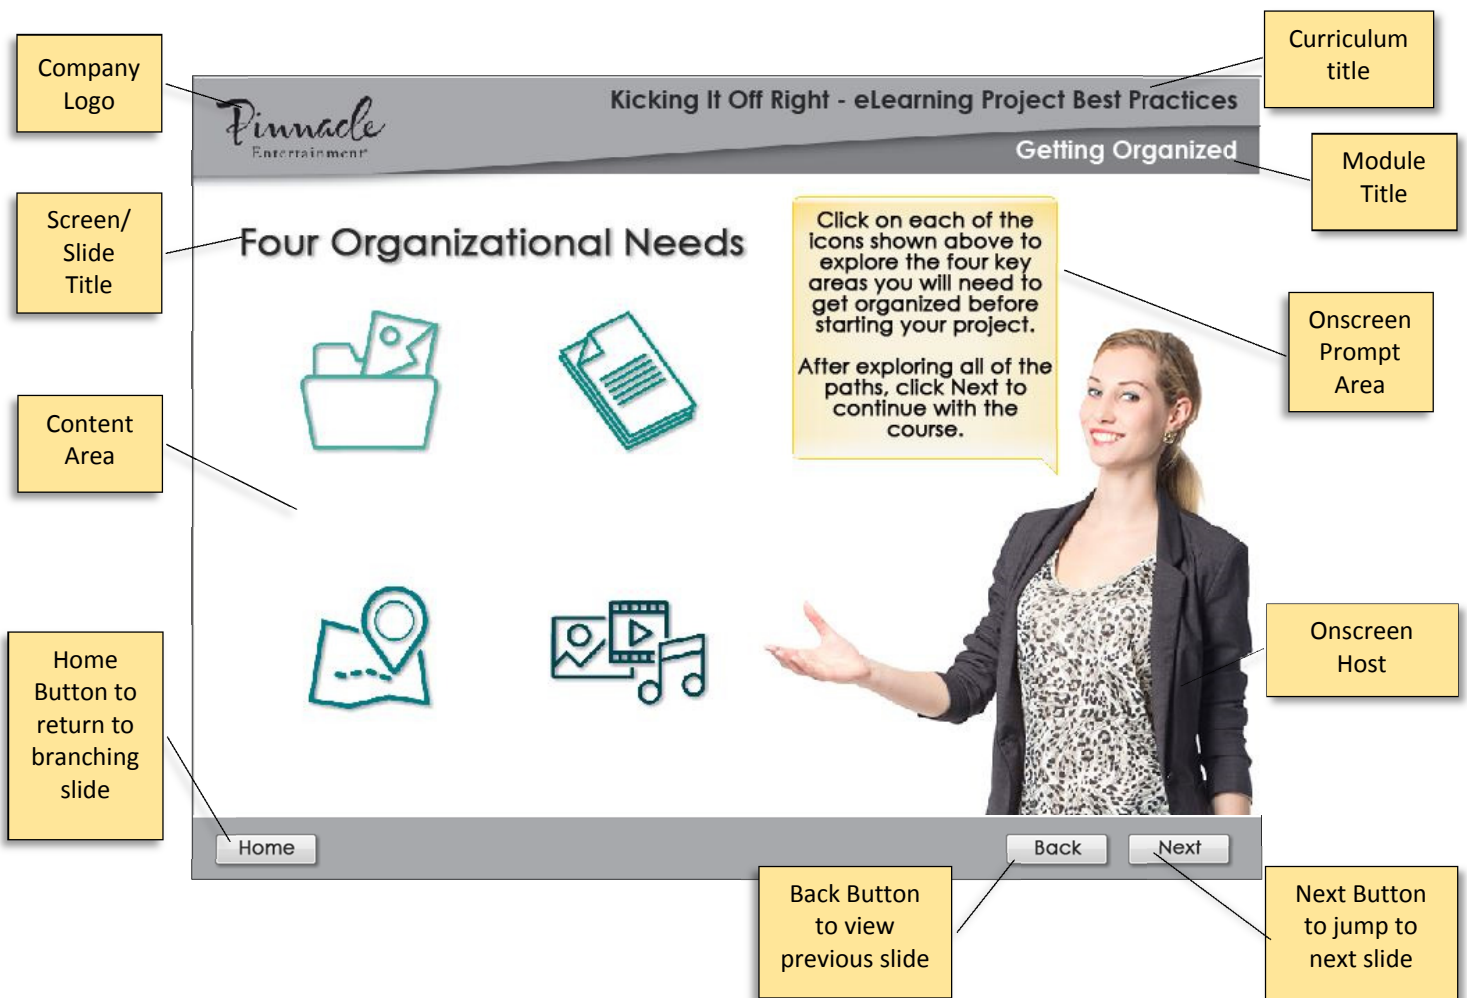 Company
Logo
Curriculum
title
Pinnacle
Entertainment
Kicking It Off Right - eLearning Project Best Practices
Getting Organized
Module
Title
Screen/
Slide
Title
Four Organizational Needs
Click on each of the
icons shown above to
explore the four key
areas you will need to
get organized before
starting your project.
After exploring all of the
paths, click Next to
continue with the
course.
Onscreen
Prompt
Area
Content
Area
Onscreen
Host
Home
Button to
return to
branching
slide
Home
Back
Next
Back Button
to view
previous slide
Next Button
to jump to
next slide